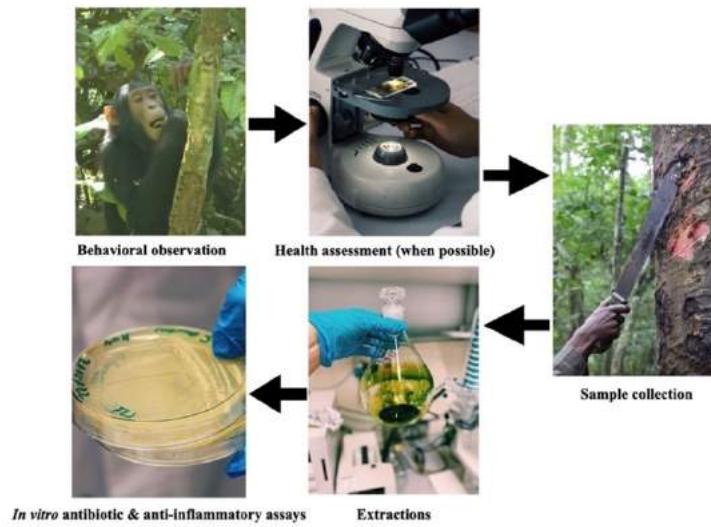 Behavioral observation
Health assessment (when possible)
Sample collection
Extractions
In vitro antibiotic & anti-inflammatory assays